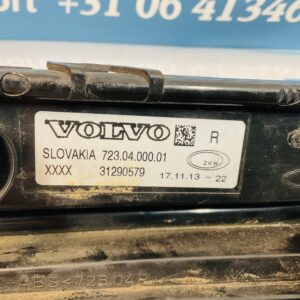 +31 06 41346
VOLVO R
SLOVAKIA 723.04.000.01 ZKW
XXXX 31290579 17.11.13 - 22